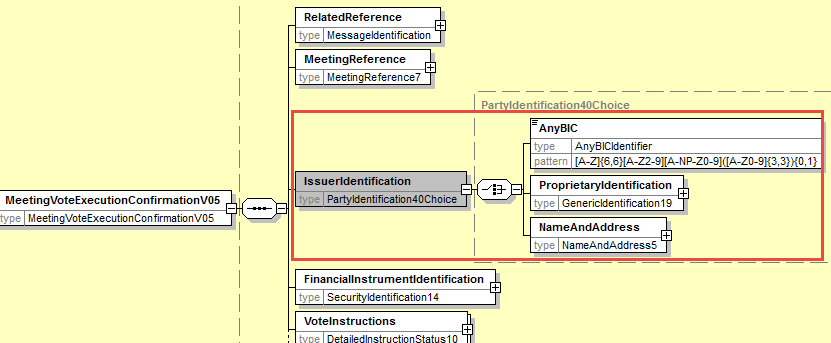 RelatedReference
type MessageIdentification
MeetingReference
type MeetingReference7
PartyIdentification40Choice
AnyBIC
type AnyBICIdentifier
pattern [A-Z]{6,6}[A-Z2-9][A-NP-Z0-9]([A-Z0-9]{3,3}){0,1}
IssuerIdentification
type PartyIdentification40Choice
ProprietaryIdentification
type GenericIdentification19
MeetingVoteExecutionConfirmationV05
type MeetingVoteExecutionConfirmationV05
NameAndAddress
type NameAndAddress5
FinancialInstrumentIdentification
type SecurityIdentification14
VoteInstructions
type DetailedInstructionStatus10